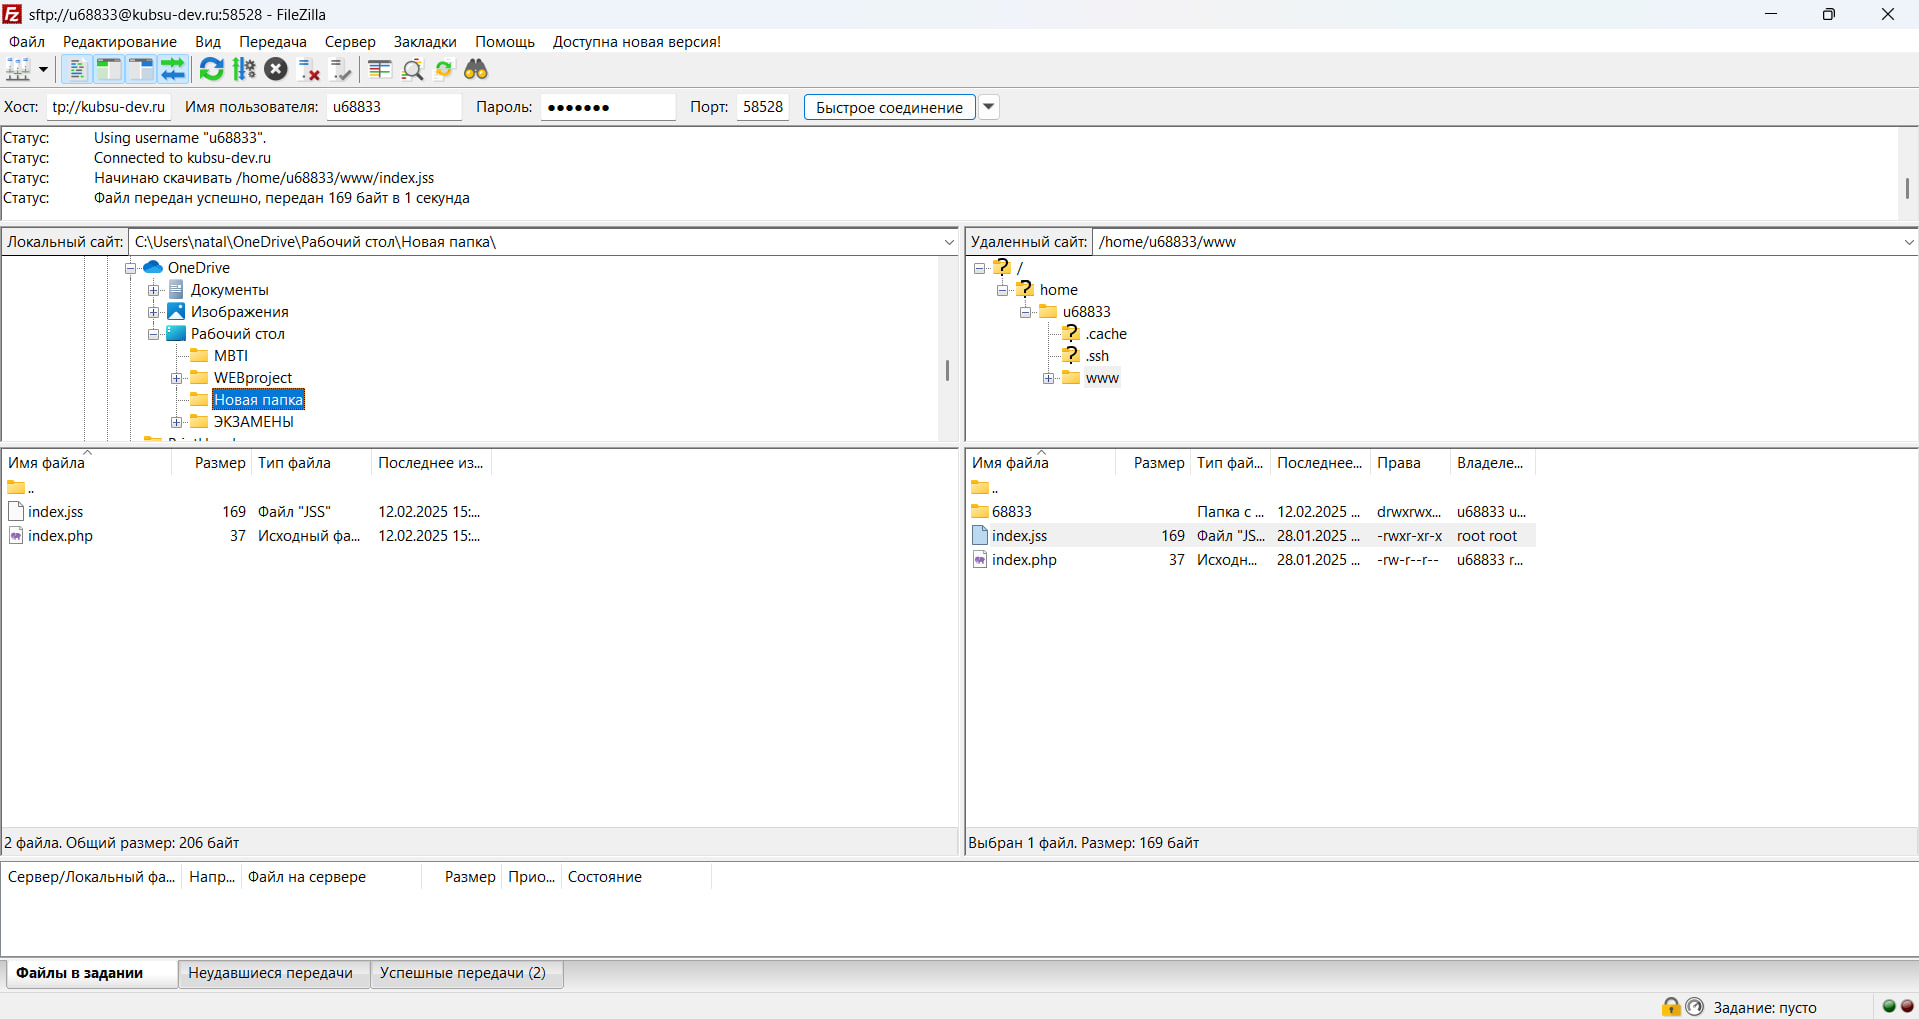 sftp://u68833@kubsu-dev.ru:58528 - FileZilla
Файл Редактирование Вид Передача Сервер Закладки Помощь Доступна новая версия!
Хост: tp://kubsu-dev.ru Имя пользователя: u68833 Пароль: ●●●●●●● Порт: 58528 Быстрое соединение
Статус: Using username "u68833".
Статус: Connected to kubsu-dev.ru
Статус: Начинаю скачивать /home/u68833/www/index.jss
Статус: Файл передан успешно, передан 169 байт в 1 секунда
Локальный сайт: C:\Users\natal\OneDrive\Рабочий стол\Новая папка\
OneDrive
Документы
Изображения
Рабочий стол
MBTI
WEBproject
Новая папка
ЭКЗАМЕНЫ
Удаленный сайт: /home/u68833/www
/
home
u68833
.cache
.ssh
www
Имя файла Размер Тип файла Последнее из...
..
index.jss 169 Файл "JSS" 12.02.2025 15:...
index.php 37 Исходный фа... 12.02.2025 15:...
2 файла. Общий размер: 206 байт
Имя файла Размер Тип фай... Последнее... Права Владеле...
..
68833 Папка с ... 12.02.2025 ... drwxrwx... u68833 u...
index.jss 169 Файл "JS... 28.01.2025 ... -rwxr-xr-x root root
index.php 37 Исходн... 28.01.2025 ... -rw-r--r-- u68833 r...
Выбран 1 файл. Размер: 169 байт
Сервер/Локальный фа... Напр... Файл на сервере Размер Прио... Состояние
Файлы в задании Неудавшиеся передачи Успешные передачи (2)
Задание: пусто